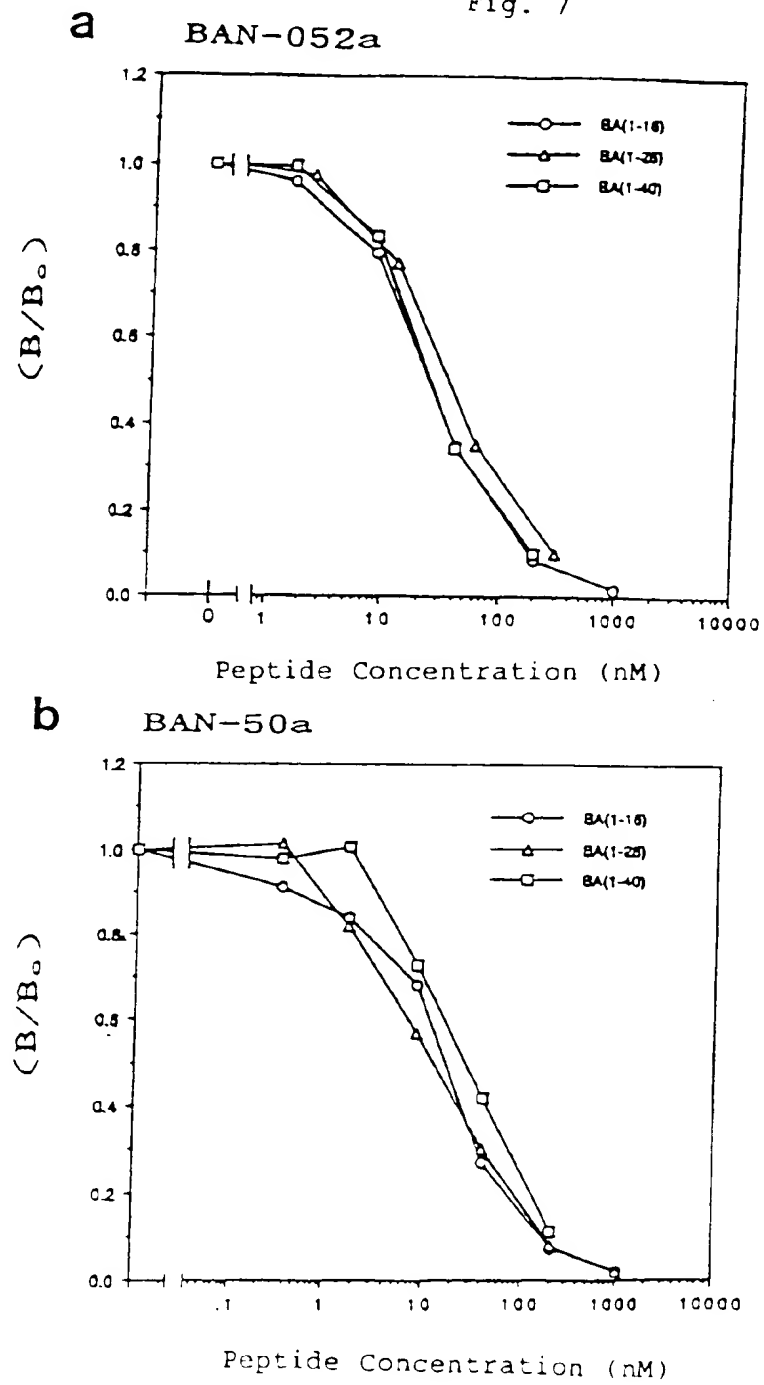 Fig. 7
a
BAN-052a
1.2
BA(1-16)
1.0
BA(1-28)
BA(1-40)
0.8
(B/B₀)
0.6
0.4
0.2
0.0
0 1 10 100 1000 10000
Peptide Concentration (nM)
b
BAN-50a
1.2
BA(1-16)
1.0
BA(1-28)
BA(1-40)
0.8
(B/B₀)
0.6
0.4
0.2
0.0
.1 1 10 100 1000 10000
Peptide Concentration (nM)